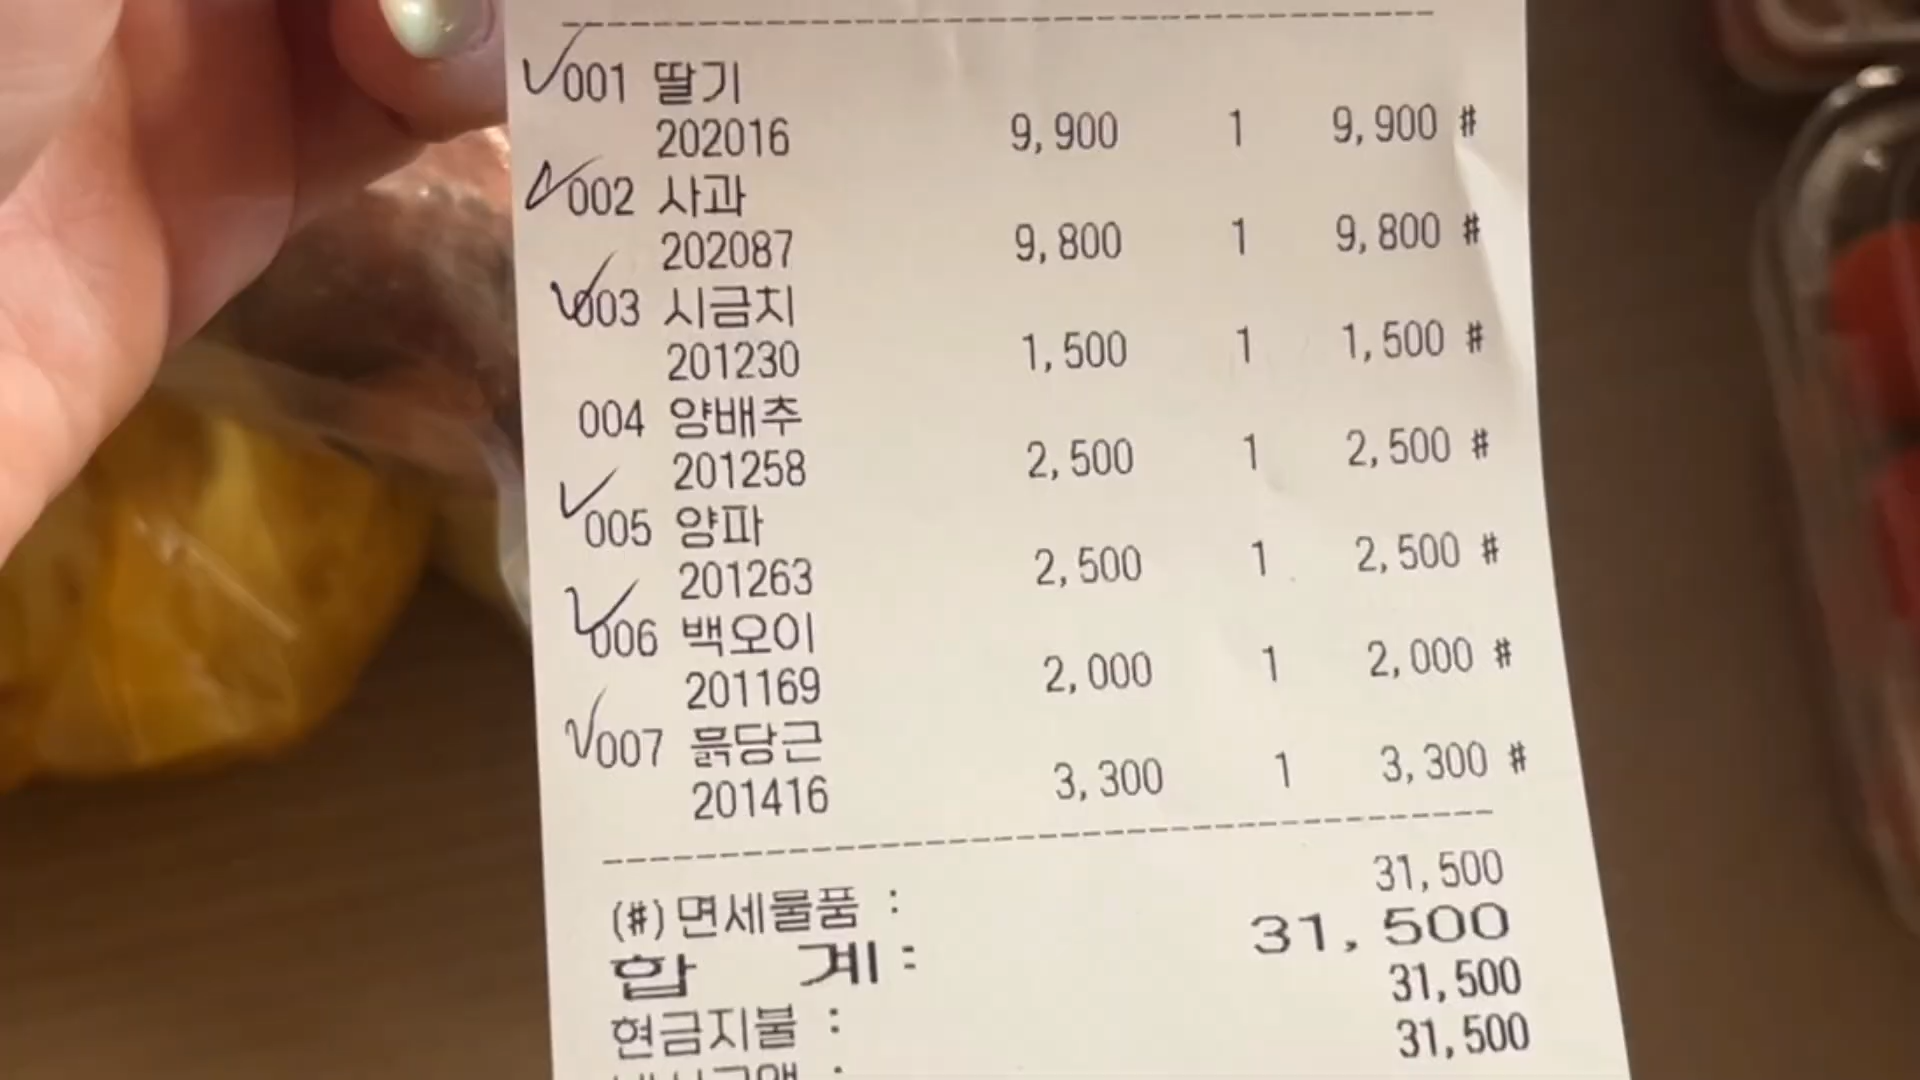 001 딸기
202016 9,900 1 9,900 #
002 사과
202087 9,800 1 9,800 #
003 시금치
201230 1,500 1 1,500 #
004 양배추
201258 2,500 1 2,500 #
005 양파
201263 2,500 1 2,500 #
006 백오이
201169 2,000 1 2,000 #
007 흙당근
201416 3,300 1 3,300 #
(#)면세물품 : 31,500
합 계: 31,500
현금지불 : 31,500
: 31,500